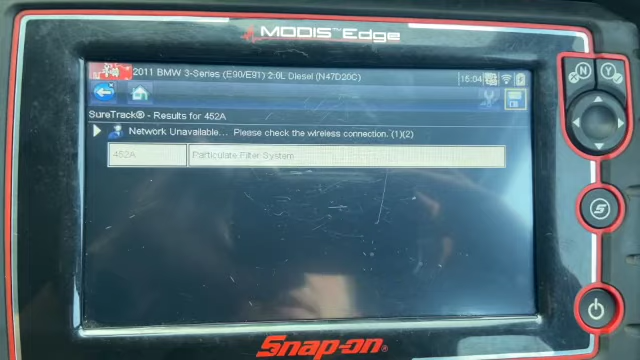 MODIS™ Edge
2011 BMW 3-Series (E90/E91) 2.0L Diesel (N47D20C) 15:04
N Y
SureTrack® - Results for 452A
Network Unavailable... Please check the wireless connection. (1)(2)
452A Particulate Filter System
S
Snap-on®